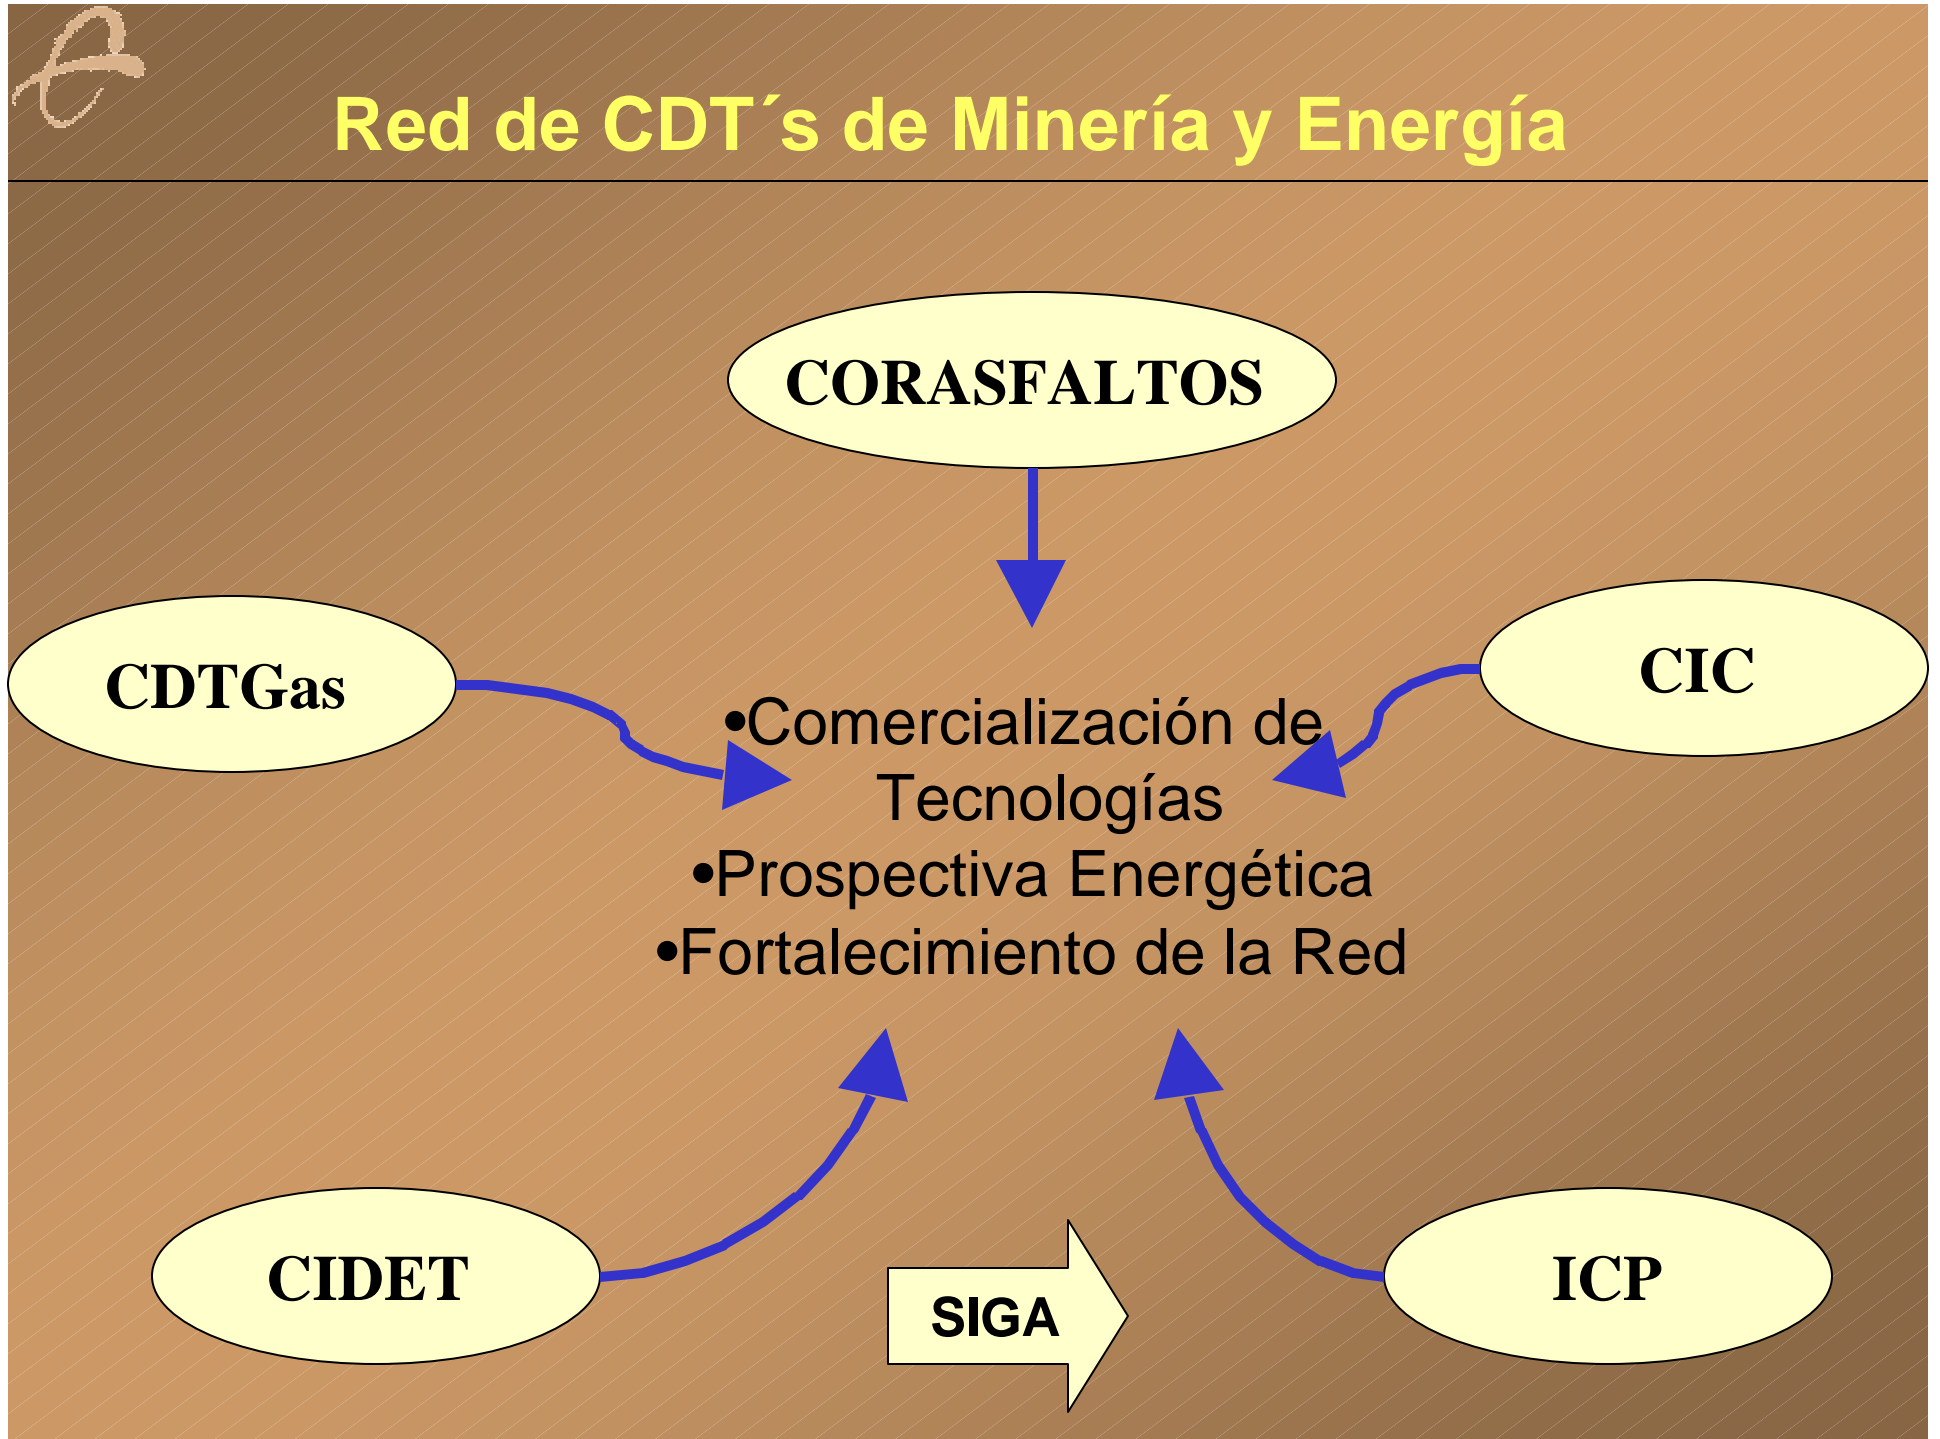 Red de CDT´s de Minería y Energía
CORASFALTOS
CDTGas
CIC
•Comercialización de
Tecnologías
•Prospectiva Energética
•Fortalecimiento de la Red
CIDET
SIGA
ICP